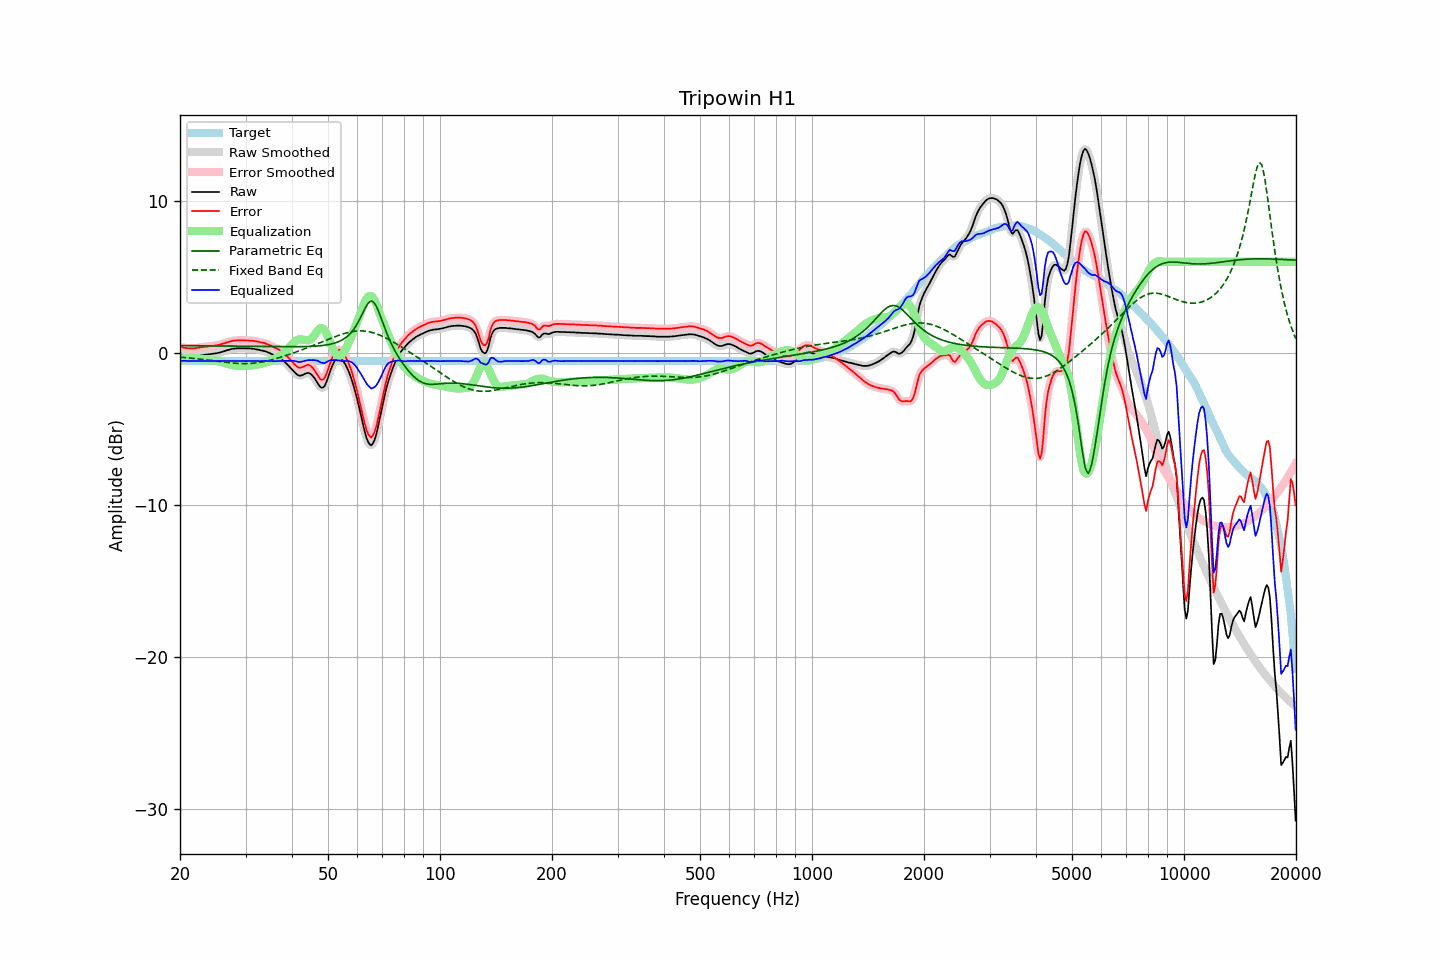 Tripowin H1
Target
Raw Smoothed
Error Smoothed
Raw
Error
Equalization
Parametric Eq
Fixed Band Eq
Equalized
10
0
−10
−20
−30
Amplitude (dBr)
20 50 100 200 500 1000 2000 5000 10000 20000
Frequency (Hz)